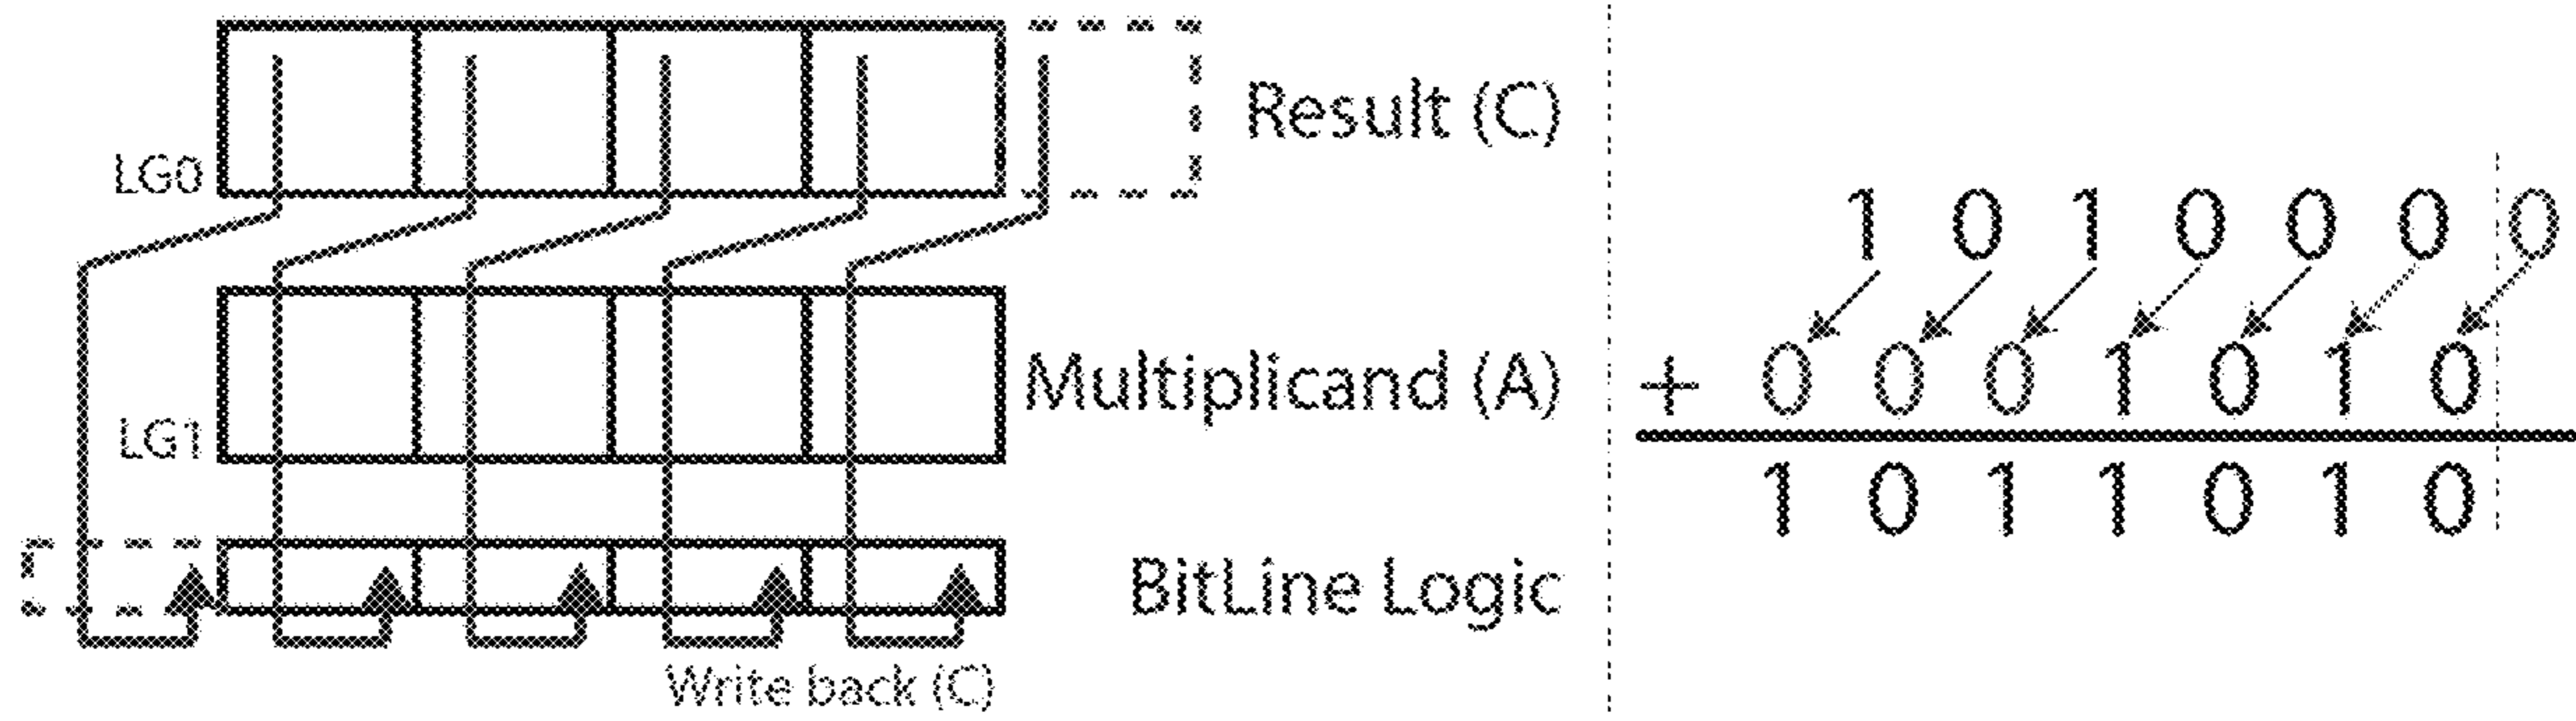 Result (C)
LG0
1 0 1 0 0 0 0
Multiplicand (A)
+ 0 0 0 1 0 1 0
LG1
1 0 1 1 0 1 0
BitLine Logic
Write back (C)